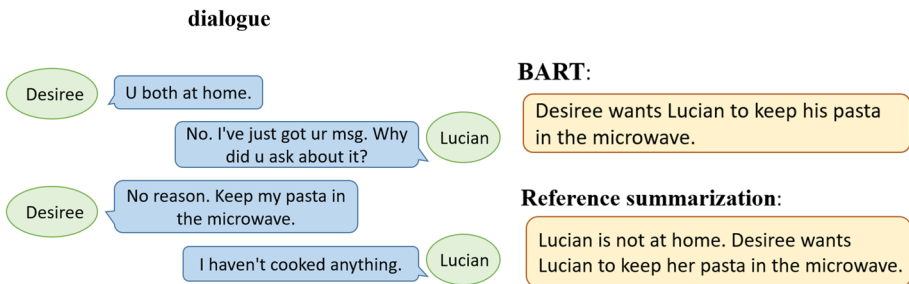 dialogue
Desiree
U both at home.
No. I've just got ur msg. Why
did u ask about it?
Lucian
Desiree
No reason. Keep my pasta in
the microwave.
I haven't cooked anything.
Lucian
BART:
Desiree wants Lucian to keep his pasta
in the microwave.
Reference summarization:
Lucian is not at home. Desiree wants
Lucian to keep her pasta in the microwave.